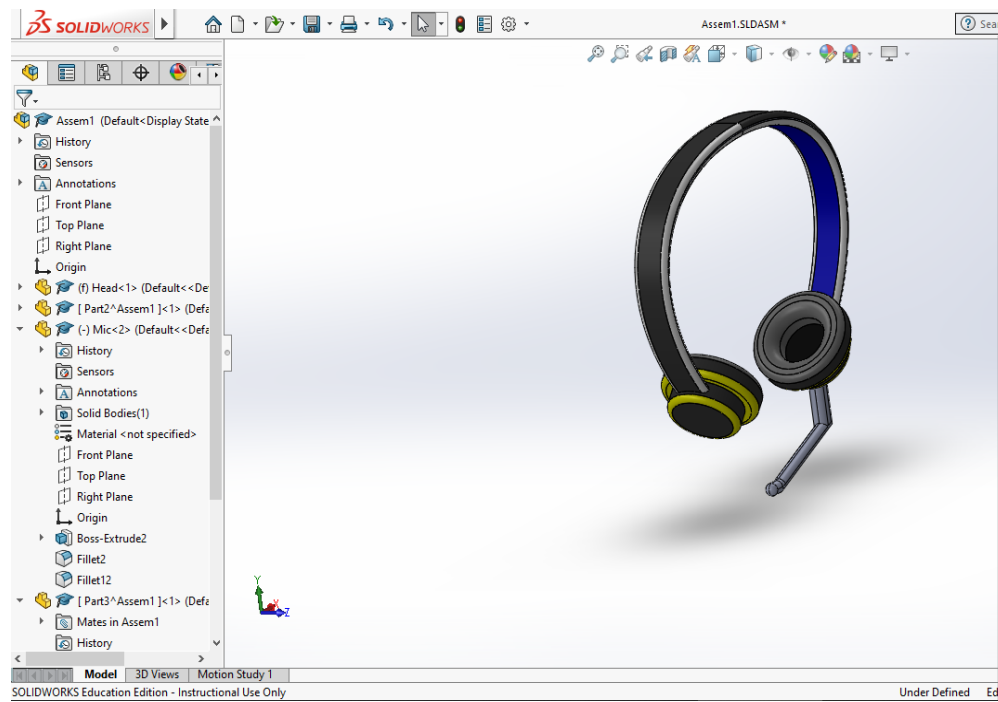 SOLIDWORKS
Assem1.SLDASM *
Sea
Assem1 (Default<Display State
History
Sensors
A Annotations
Front Plane
Top Plane
Right Plane
Origin
(f) Head<1> (Default<<De
[ Part2^Assem1 ]<1> (Defa
(-) Mic<2> (Default<<Defa
History
Sensors
A Annotations
Solid Bodies(1)
Material <not specified>
Front Plane
Top Plane
Right Plane
Origin
Boss-Extrude2
Fillet2
Fillet12
[ Part3^Assem1 ]<1> (Defa
Mates in Assem1
History
Y
X
Z
Model 3D Views Motion Study 1
SOLIDWORKS Education Edition - Instructional Use Only Under Defined Ed